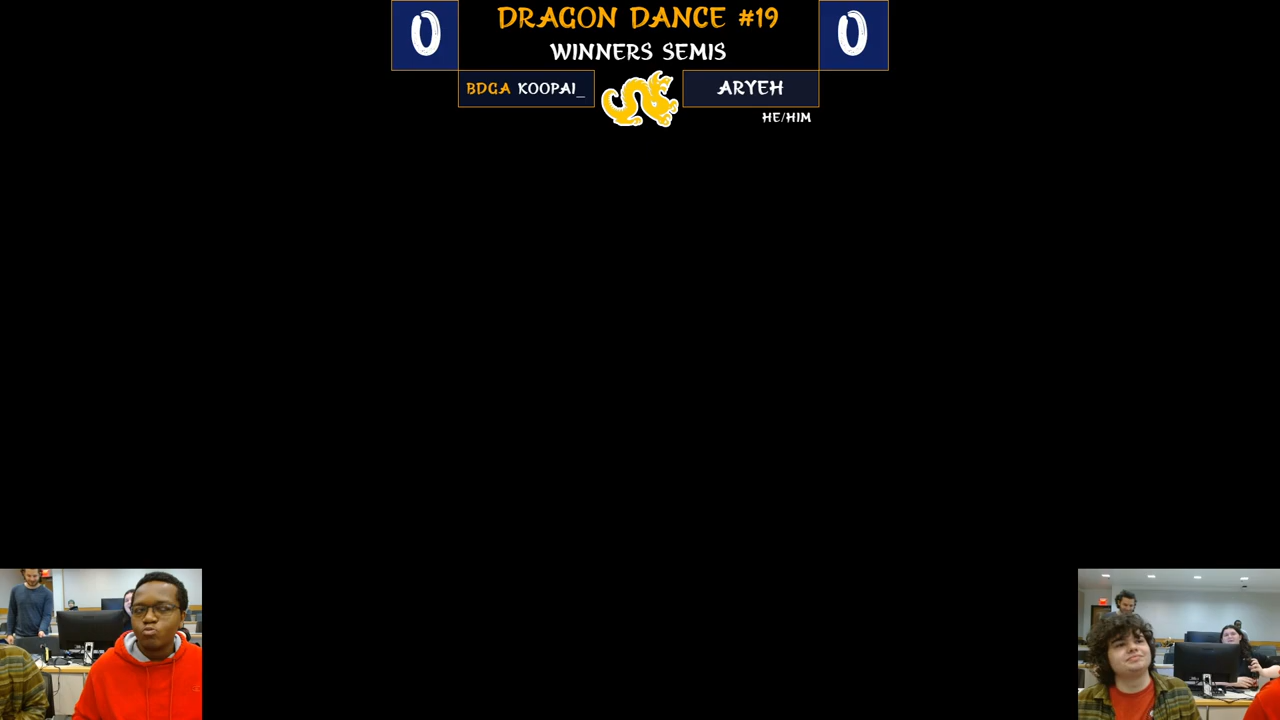 0
DRAGON DANCE #19
0
WINNERS SEMIS
BDGA KOOPAI_
ARYEH
HE/HIM